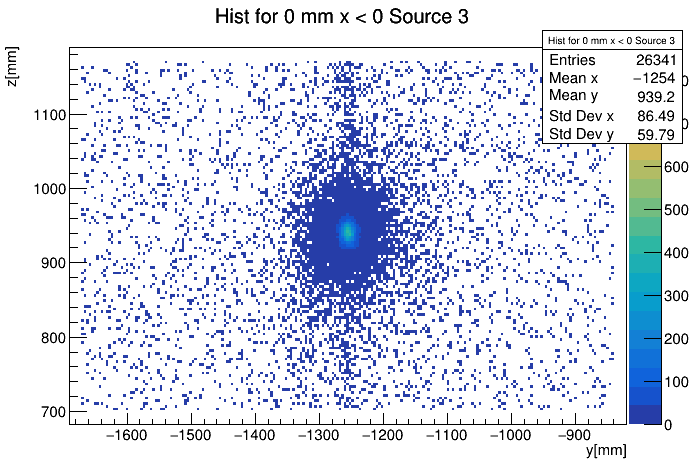 Hist for 0 mm x < 0 Source 3
Hist for 0 mm x < 0 Source 3
Entries 26341
Mean x −1254
Mean y 939.2
Std Dev x 86.49
Std Dev y 59.79
z[mm]
1100
1000
900
800
700
−1600 −1500 −1400 −1300 −1200 −1100 −1000 −900
y[mm]
600
500
400
300
200
100
0